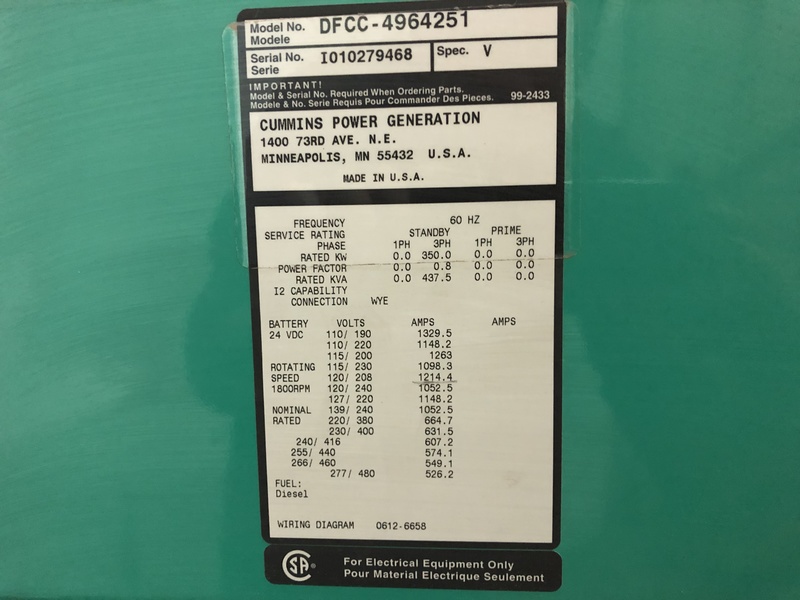 Model No. DFCC-4964251
Modele
Serial No. I010279468 Spec. V
Serie
IMPORTANT!
Model & Serial No. Required When Ordering Parts.
Modele & No. Serie Requis Pour Commander Des Pieces. 99-2433
CUMMINS POWER GENERATION
1400 73RD AVE. N.E.
MINNEAPOLIS, MN 55432 U.S.A.
MADE IN U.S.A.
FREQUENCY 60 HZ
SERVICE RATING STANDBY PRIME
PHASE 1PH 3PH 1PH 3PH
RATED KW 0.0 350.0 0.0 0.0
POWER FACTOR 0.0 0.8 0.0 0.0
RATED KVA 0.0 437.5 0.0 0.0
I2 CAPABILITY
CONNECTION WYE
BATTERY VOLTS AMPS AMPS
24 VDC 110/ 190 1329.5
110/ 220 1148.2
115/ 200 1263
ROTATING 115/ 230 1098.3
SPEED 120/ 208 1214.4
1800RPM 120/ 240 1052.5
127/ 220 1148.2
NOMINAL 139/ 240 1052.5
RATED 220/ 380 664.7
230/ 400 631.5
240/ 416 607.2
255/ 440 574.1
266/ 460 549.1
277/ 480 526.2
FUEL:
Diesel
WIRING DIAGRAM 0612-6658
CSA® For Electrical Equipment Only
Pour Material Electrique Seulement